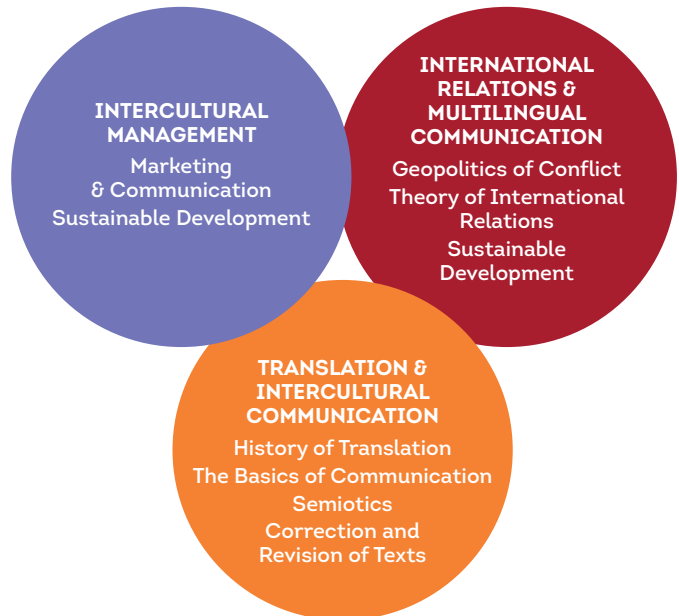 INTERCULTURAL
MANAGEMENT
Marketing
& Communication
Sustainable Development
INTERNATIONAL
RELATIONS &
MULTILINGUAL
COMMUNICATION
Geopolitics of Conflict
Theory of International
Relations
Sustainable
Development
TRANSLATION &
INTERCULTURAL
COMMUNICATION
History of Translation
The Basics of Communication
Semiotics
Correction and
Revision of Texts